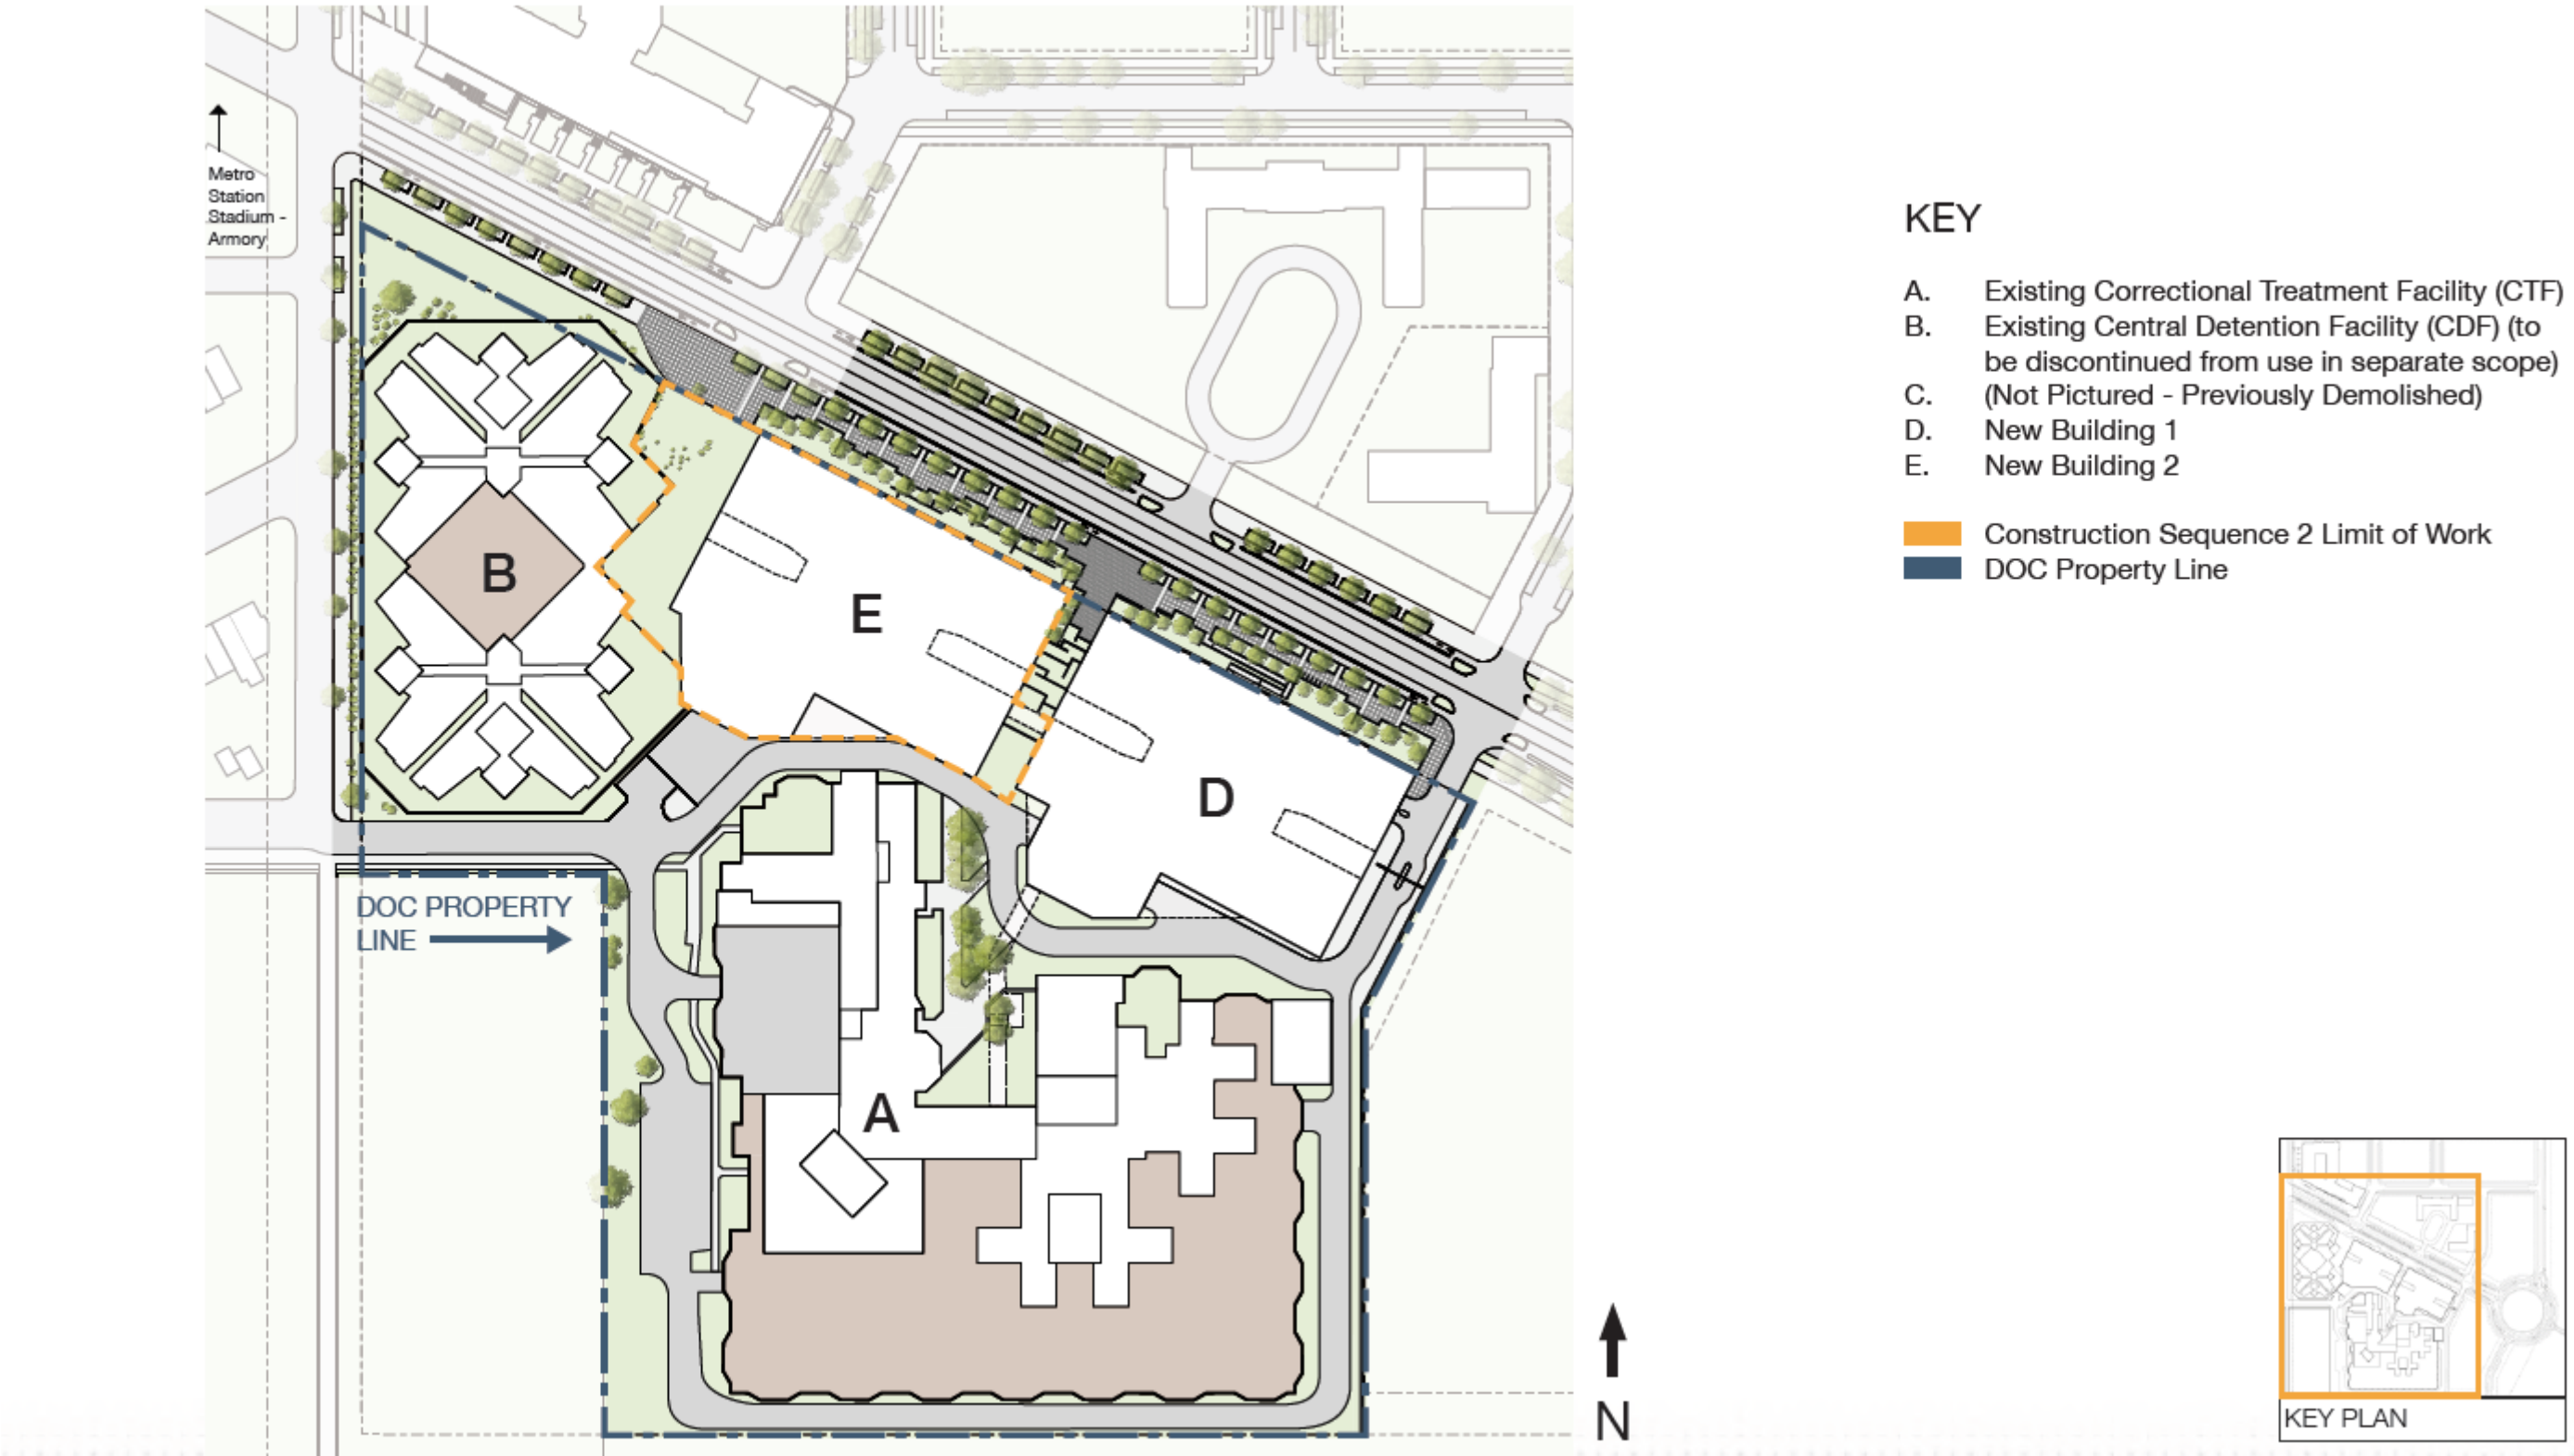 Metro
Station
Stadium -
Armory
B
E
D
A
DOC PROPERTY
LINE
N
KEY
A. Existing Correctional Treatment Facility (CTF)
B. Existing Central Detention Facility (CDF) (to
be discontinued from use in separate scope)
C. (Not Pictured - Previously Demolished)
D. New Building 1
E. New Building 2
Construction Sequence 2 Limit of Work
DOC Property Line
KEY PLAN